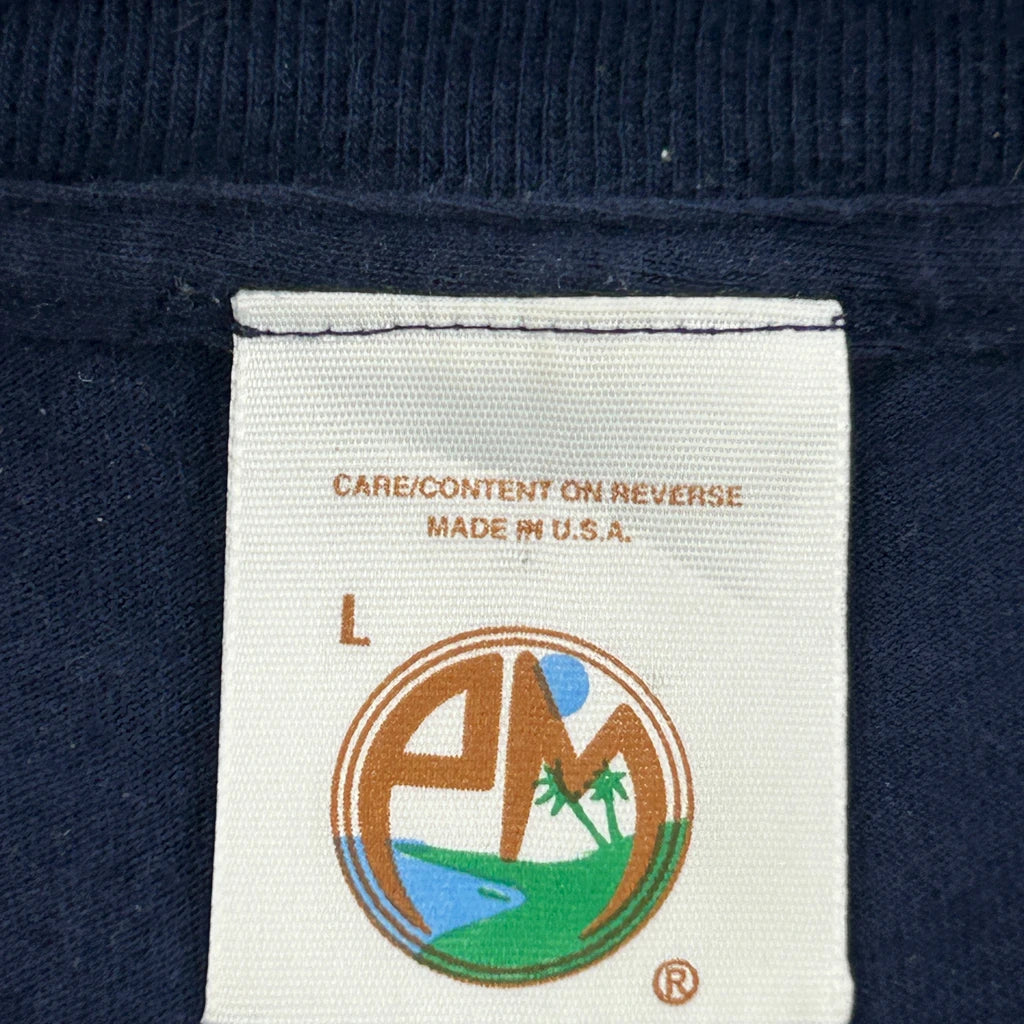 CARE/CONTENT ON REVERSE
MADE IN U.S.A.
L
PM
®